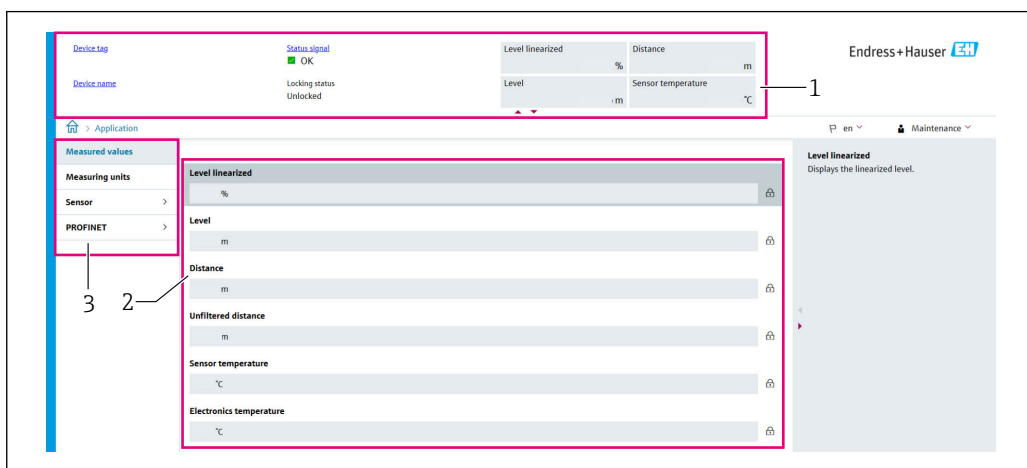 Device tag
Status signal
OK
Level linearized
%
Distance
m
Endress+Hauser EH
Device name
Locking status
Unlocked
Level
m
Sensor temperature
°C
1
> Application
en
Maintenance
Measured values
Measuring units
Sensor >
PROFINET >
3
2
Level linearized
%
Level
m
Distance
m
Unfiltered distance
m
Sensor temperature
°C
Electronics temperature
°C
Level linearized
Displays the linearized level.